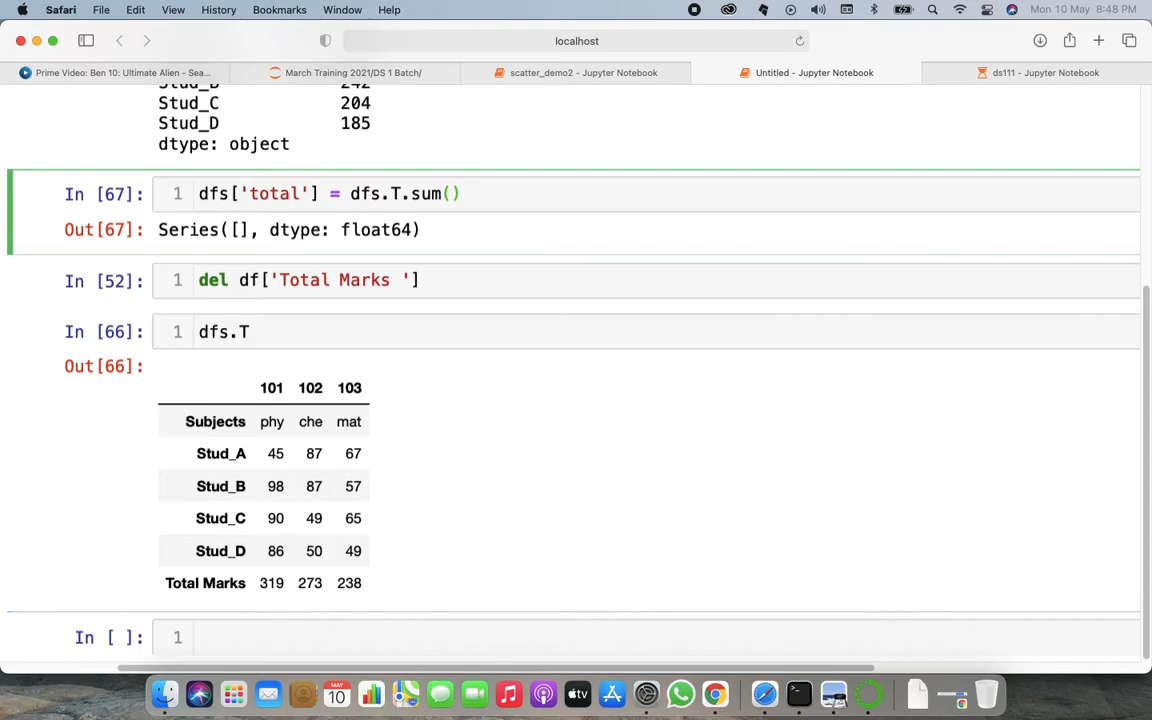 Safari File Edit View History Bookmarks Window Help Mon 10 May 8:48 PM
localhost
Prime Video: Ben 10: Ultimate Alien - Sea... March Training 2021/DS 1 Batch/ scatter_demo2 - Jupyter Notebook Untitled - Jupyter Notebook ds111 - Jupyter Notebook
Stud_B 242
Stud_C 204
Stud_D 185
dtype: object
In [67]: 1 dfs['total'] = dfs.T.sum()
Out[67]: Series([], dtype: float64)
In [52]: 1 del df['Total Marks ']
In [66]: 1 dfs.T
Out[66]:
101 102 103
Subjects phy che mat
Stud_A 45 87 67
Stud_B 98 87 57
Stud_C 90 49 65
Stud_D 86 50 49
Total Marks 319 273 238
In [ ]: 1
MAY
10
tv